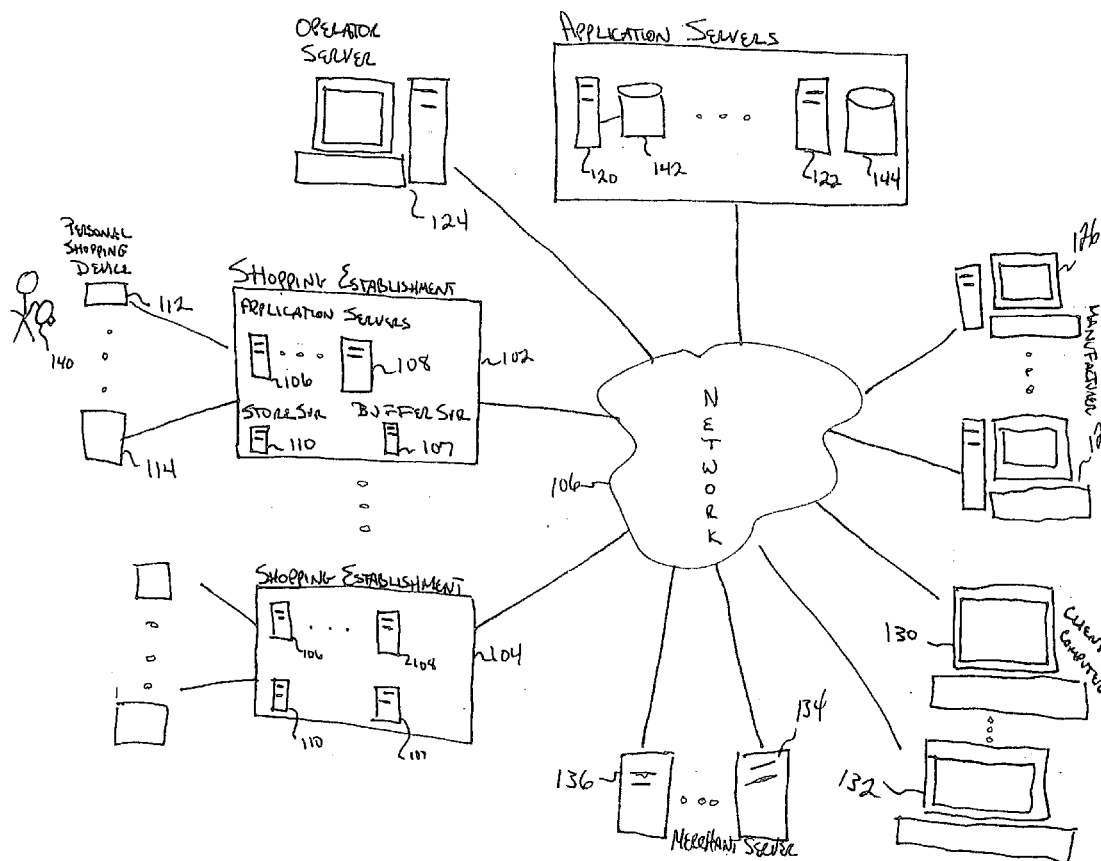 OPERATOR
SERVER
124
APPLICATION SERVERS
120
142
122
144
PERSONAL
SHOPPING
DEVICE
112
140
114
SHOPPING ESTABLISHMENT
APPLICATION SERVERS
106
108
102
STORE SVR
BUFFER SVR
110
107
NETWORK
106
126
MANUFACTURER
SHOPPING ESTABLISHMENT
106
108
104
110
107
130
CLIENT
COMPUTER
132
136
134
MERCHANT SERVER